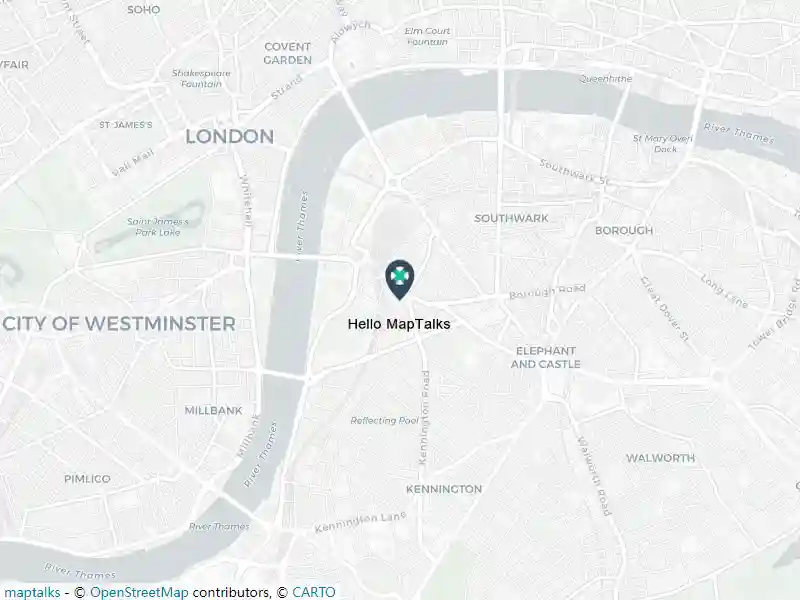 SOHO
Aldwych
Elm Court
Fountain
COVENT
GARDEN
Shakespeare
Fountain
Strand
Queenhithe
ST JAMES'S
LONDON
River Thames
St Mary Overi
Dock
Pall Mall
Southwark St
Whitehall
Saint James's
Park Lake
River Thames
SOUTHWARK
BOROUGH
Borough Road
Long Lane
Great Dover St
Tower Bridge Rd
CITY OF WESTMINSTER
Hello MapTalks
ELEPHANT
AND CASTLE
MILLBANK
Millbank
Kennington Road
Reflecting Pool
River Thames
Walworth Road
WALWORTH
PIMLICO
KENNINGTON
River Thames
Kennington Lane
River Thames
maptalks - © OpenStreetMap contributors, © CARTO